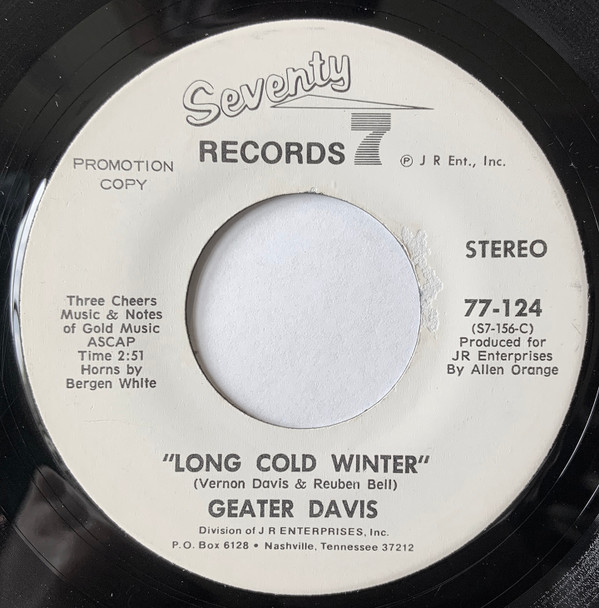 Seventy
7
RECORDS
℗ J R Ent., Inc.
PROMOTION
COPY
STEREO
Three Cheers
Music & Notes
of Gold Music
ASCAP
Time 2:51
Horns by
Bergen White
77-124
(S7-156-C)
Produced for
JR Enterprises
By Allen Orange
"LONG COLD WINTER"
(Vernon Davis & Reuben Bell)
GEATER DAVIS
Division of J R ENTERPRISES, Inc.
P.O. Box 6128 • Nashville, Tennessee 37212